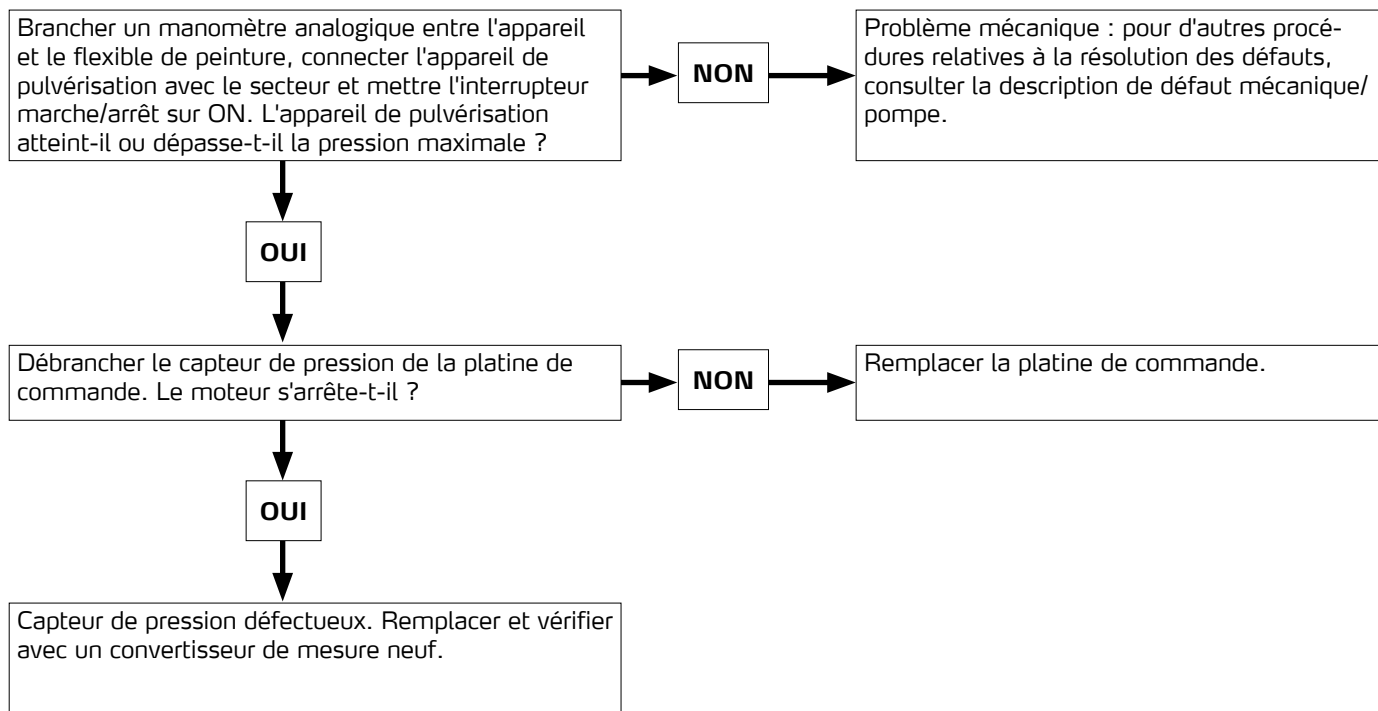 Brancher un manomètre analogique entre l'appareil
et le flexible de peinture, connecter l'appareil de
pulvérisation avec le secteur et mettre l'interrupteur
marche/arrêt sur ON. L'appareil de pulvérisation
atteint-il ou dépasse-t-il la pression maximale ?
NON
Problème mécanique : pour d'autres procé-
dures relatives à la résolution des défauts,
consulter la description de défaut mécanique/
pompe.
OUI
Débrancher le capteur de pression de la platine de
commande. Le moteur s'arrête-t-il ?
NON
Remplacer la platine de commande.
OUI
Capteur de pression défectueux. Remplacer et vérifier
avec un convertisseur de mesure neuf.